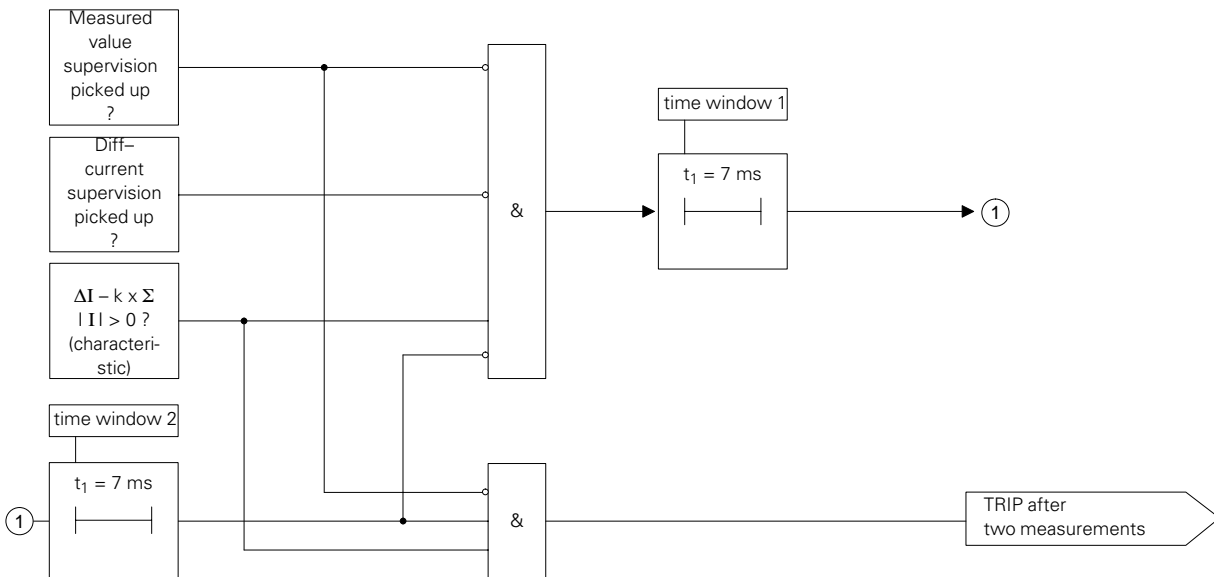 Measured
value
supervision
picked up
?
Diff–
current
supervision
picked up
?
ΔI – k x Σ
| I | > 0 ?
(characteri-
stic)
&
time window 1
t1 = 7 ms
1
time window 2
t1 = 7 ms
1
&
TRIP after
two measurements